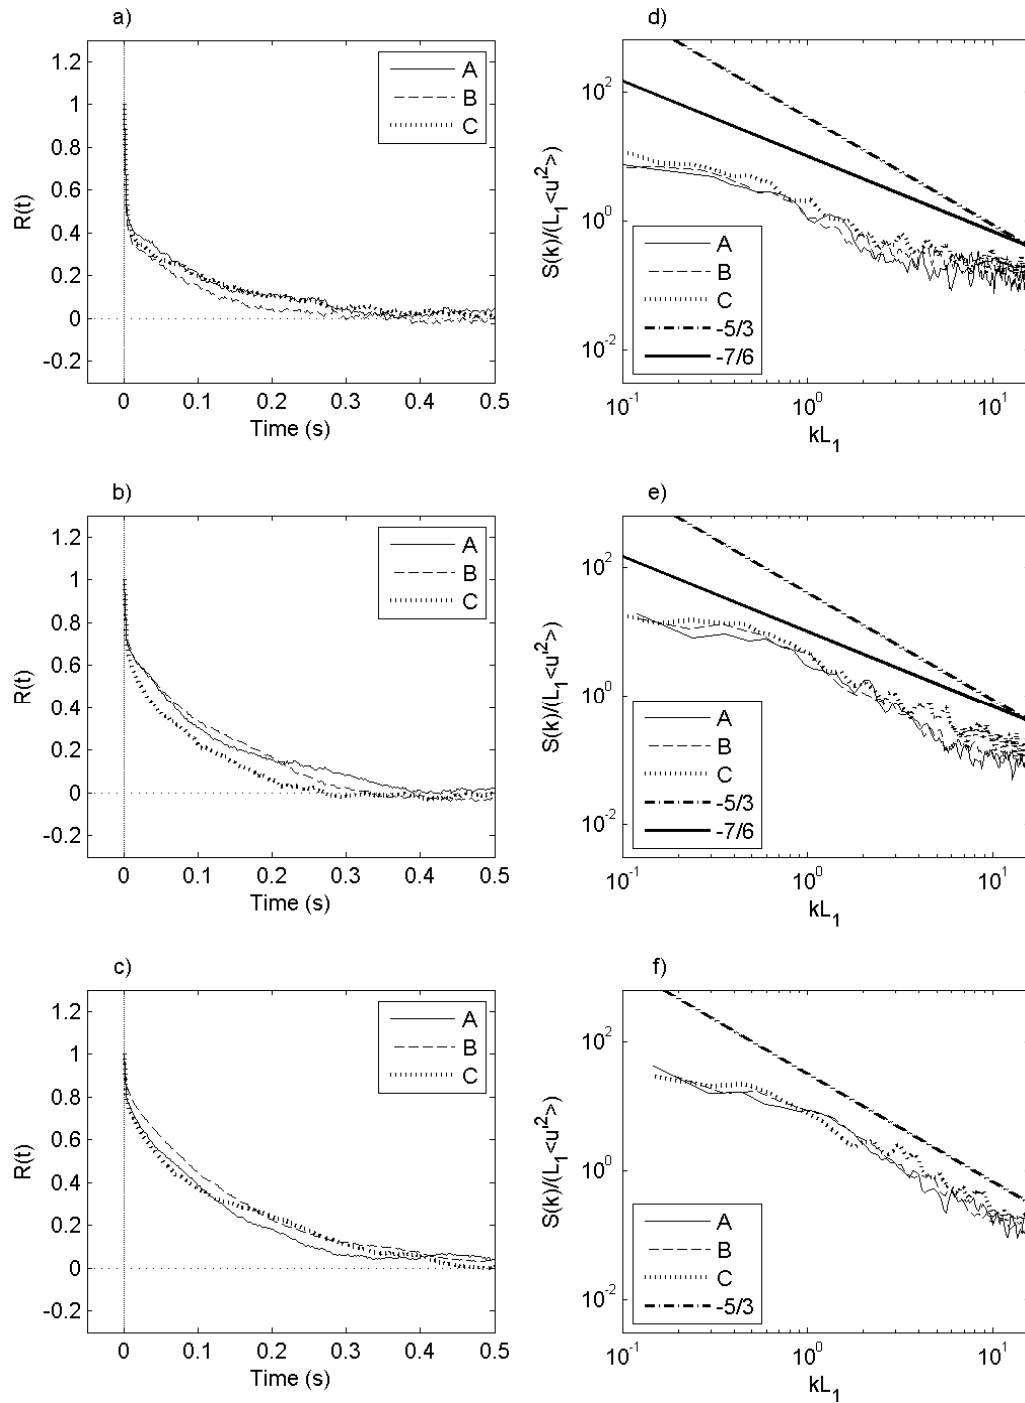 a)
1.2
1
0.8
0.6
0.4
0.2
0
-0.2
R(t)
A
B
C
0 0.1 0.2 0.3 0.4 0.5
Time (s)
d)
10^2
10^0
10^-2
S(k)/(L_1<u'^2>)
A
B
C
-5/3
-7/6
10^-1 10^0 10^1
kL_1
b)
1.2
1
0.8
0.6
0.4
0.2
0
-0.2
R(t)
A
B
C
0 0.1 0.2 0.3 0.4 0.5
Time (s)
e)
10^2
10^0
10^-2
S(k)/(L_1<u'^2>)
A
B
C
-5/3
-7/6
10^-1 10^0 10^1
kL_1
c)
1.2
1
0.8
0.6
0.4
0.2
0
-0.2
R(t)
A
B
C
0 0.1 0.2 0.3 0.4 0.5
Time (s)
f)
10^2
10^0
10^-2
S(k)/(L_1<u'^2>)
A
B
C
-5/3
10^-1 10^0 10^1
kL_1